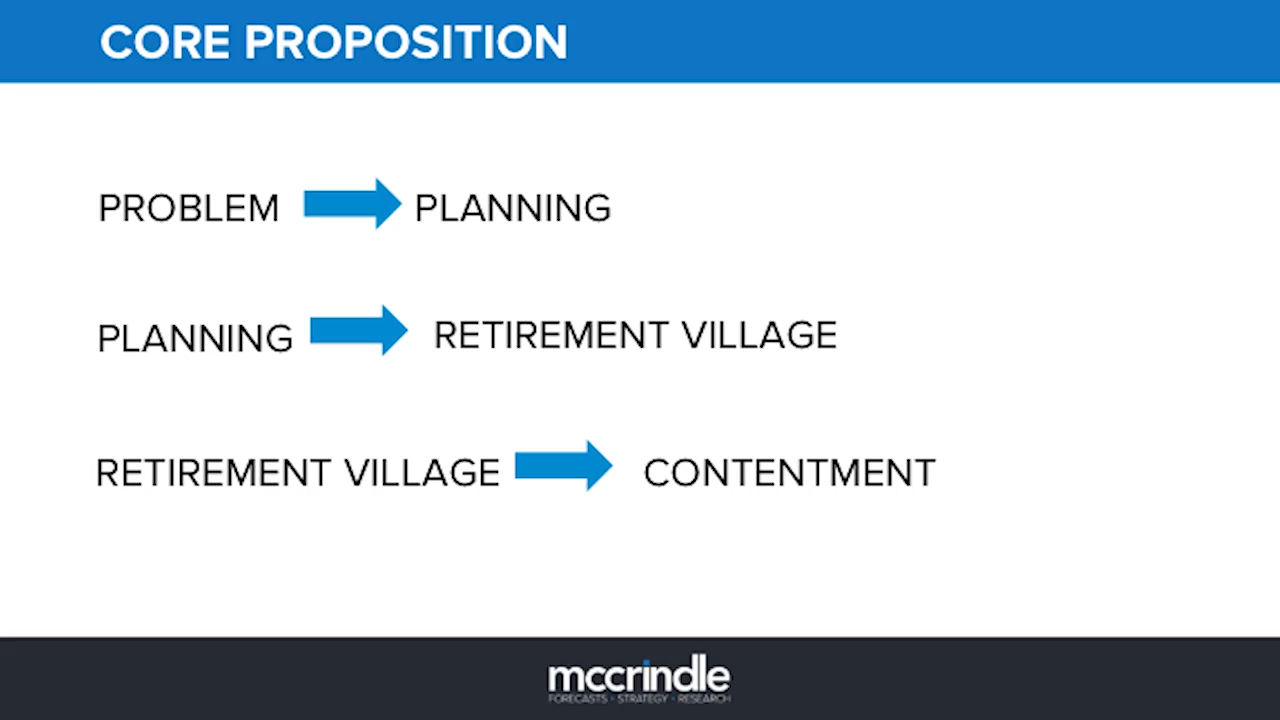 CORE PROPOSITION
PROBLEM PLANNING
PLANNING RETIREMENT VILLAGE
RETIREMENT VILLAGE CONTENTMENT
mccrindle
FORECASTS • STRATEGY • RESEARCH